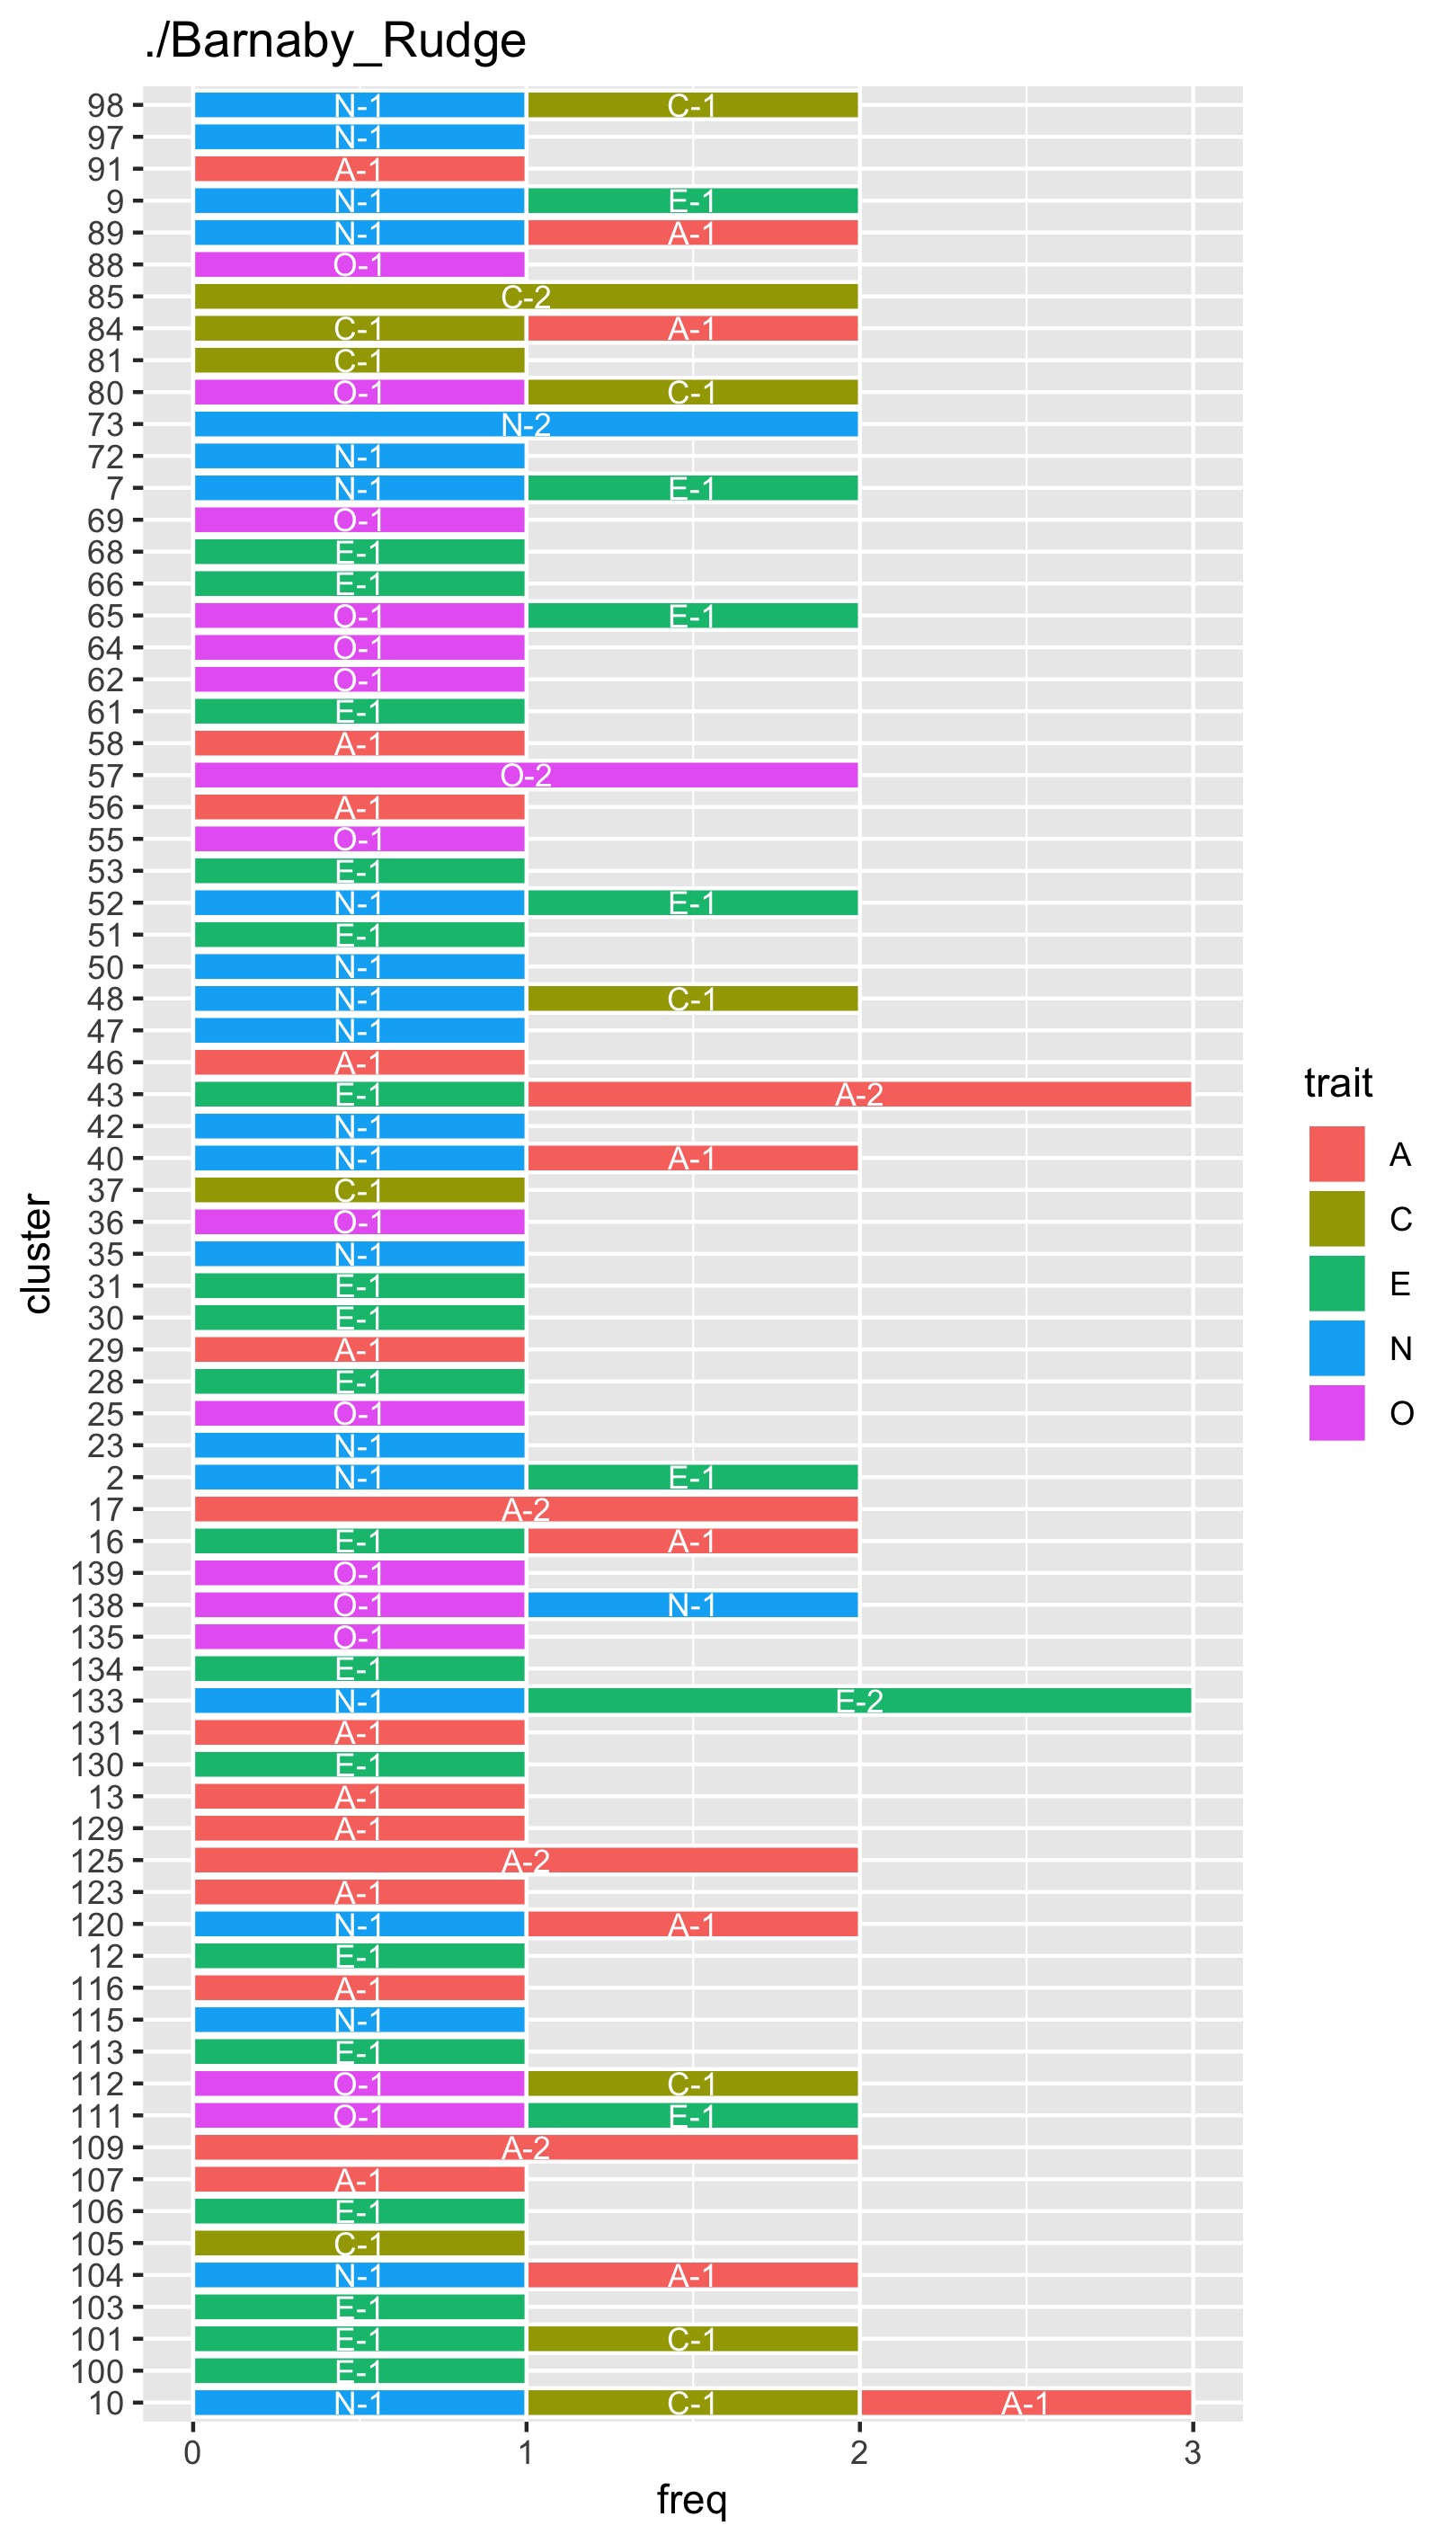 ./Barnaby_Rudge
98 N-1 C-1
97 N-1
91 A-1
9 N-1 E-1
89 N-1 A-1
88 O-1
85 C-2
84 C-1 A-1
81 C-1
80 O-1 C-1
73 N-2
72 N-1
7 N-1 E-1
69 O-1
68 E-1
66 E-1
65 O-1 E-1
64 O-1
62 O-1
61 E-1
58 A-1
57 O-2
56 A-1
55 O-1
53 E-1
52 N-1 E-1
51 E-1
50 N-1
48 N-1 C-1
47 N-1
46 A-1
43 E-1 A-2
42 N-1
40 N-1 A-1
37 C-1
36 O-1
35 N-1
31 E-1
30 E-1
29 A-1
28 E-1
25 O-1
23 N-1
2 N-1 E-1
17 A-2
16 E-1 A-1
139 O-1
138 O-1 N-1
135 O-1
134 E-1
133 N-1 E-2
131 A-1
130 E-1
13 A-1
129 A-1
125 A-2
123 A-1
120 N-1 A-1
12 E-1
116 A-1
115 N-1
113 E-1
112 O-1 C-1
111 O-1 E-1
109 A-2
107 A-1
106 E-1
105 C-1
104 N-1 A-1
103 E-1
101 E-1 C-1
100 E-1
10 N-1 C-1 A-1
0 1 2 3
freq
cluster
trait
A
C
E
N
O